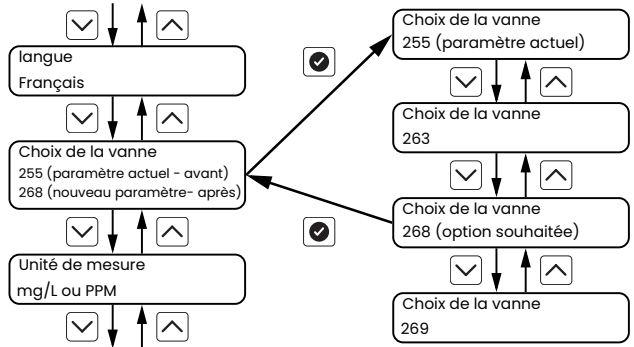 langue
Français
Choix de la vanne
255 (paramètre actuel - avant)
268 (nouveau paramètre- après)
Unité de mesure
mg/L ou PPM
Choix de la vanne
255 (paramètre actuel)
Choix de la vanne
263
Choix de la vanne
268 (option souhaitée)
Choix de la vanne
269